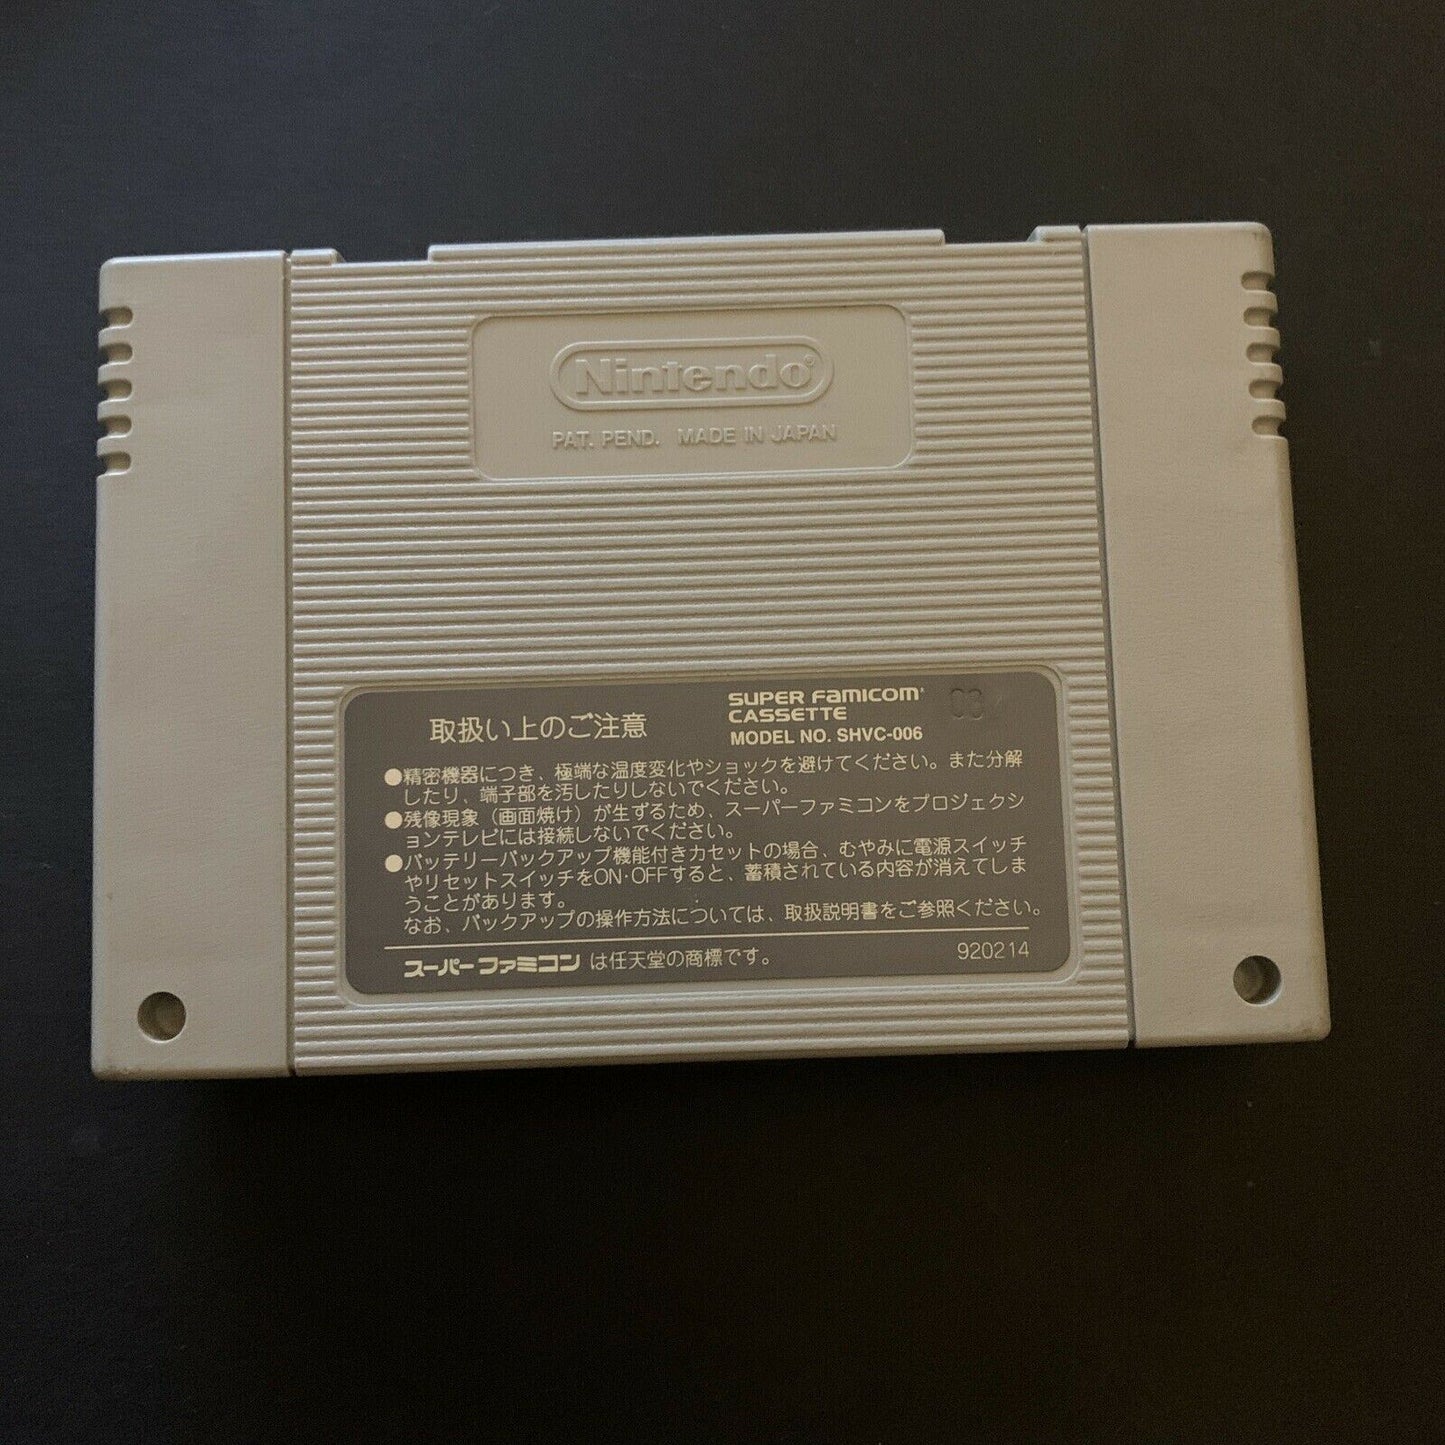 Nintendo®
PAT. PEND. MADE IN JAPAN
取扱い上のご注意
SUPER FAMICOM
CASSETTE
MODEL NO. SHVC-006
●精密機器につき、極端な温度変化やショックを避けてください。また分解
したり、端子部を汚したりしないでください。
●残像現象（画面焼け）が生ずるため、スーパーファミコンをプロジェクシ
ョンテレビには接続しないでください。
●バッテリーバックアップ機能付きカセットの場合、むやみに電源スイッチ
やリセットスイッチをON·OFFすると、蓄積されている内容が消えてしま
うことがあります。
なお、バックアップの操作方法については、取扱説明書をご参照ください。
スーパーファミコンは任天堂の商標です。
920214